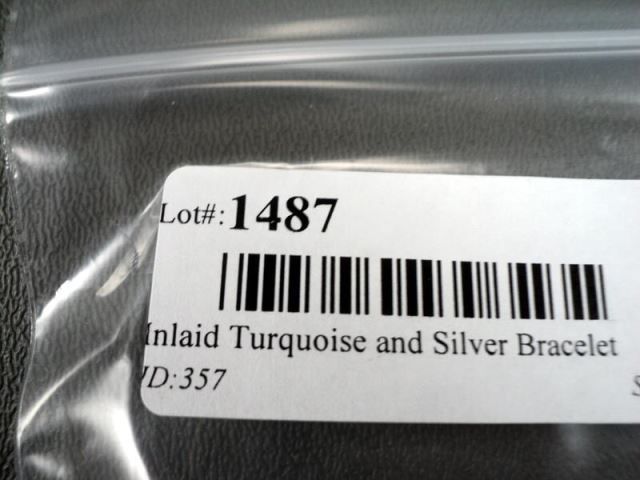 Lot#:1487
Inlaid Turquoise and Silver Bracelet
ID:357